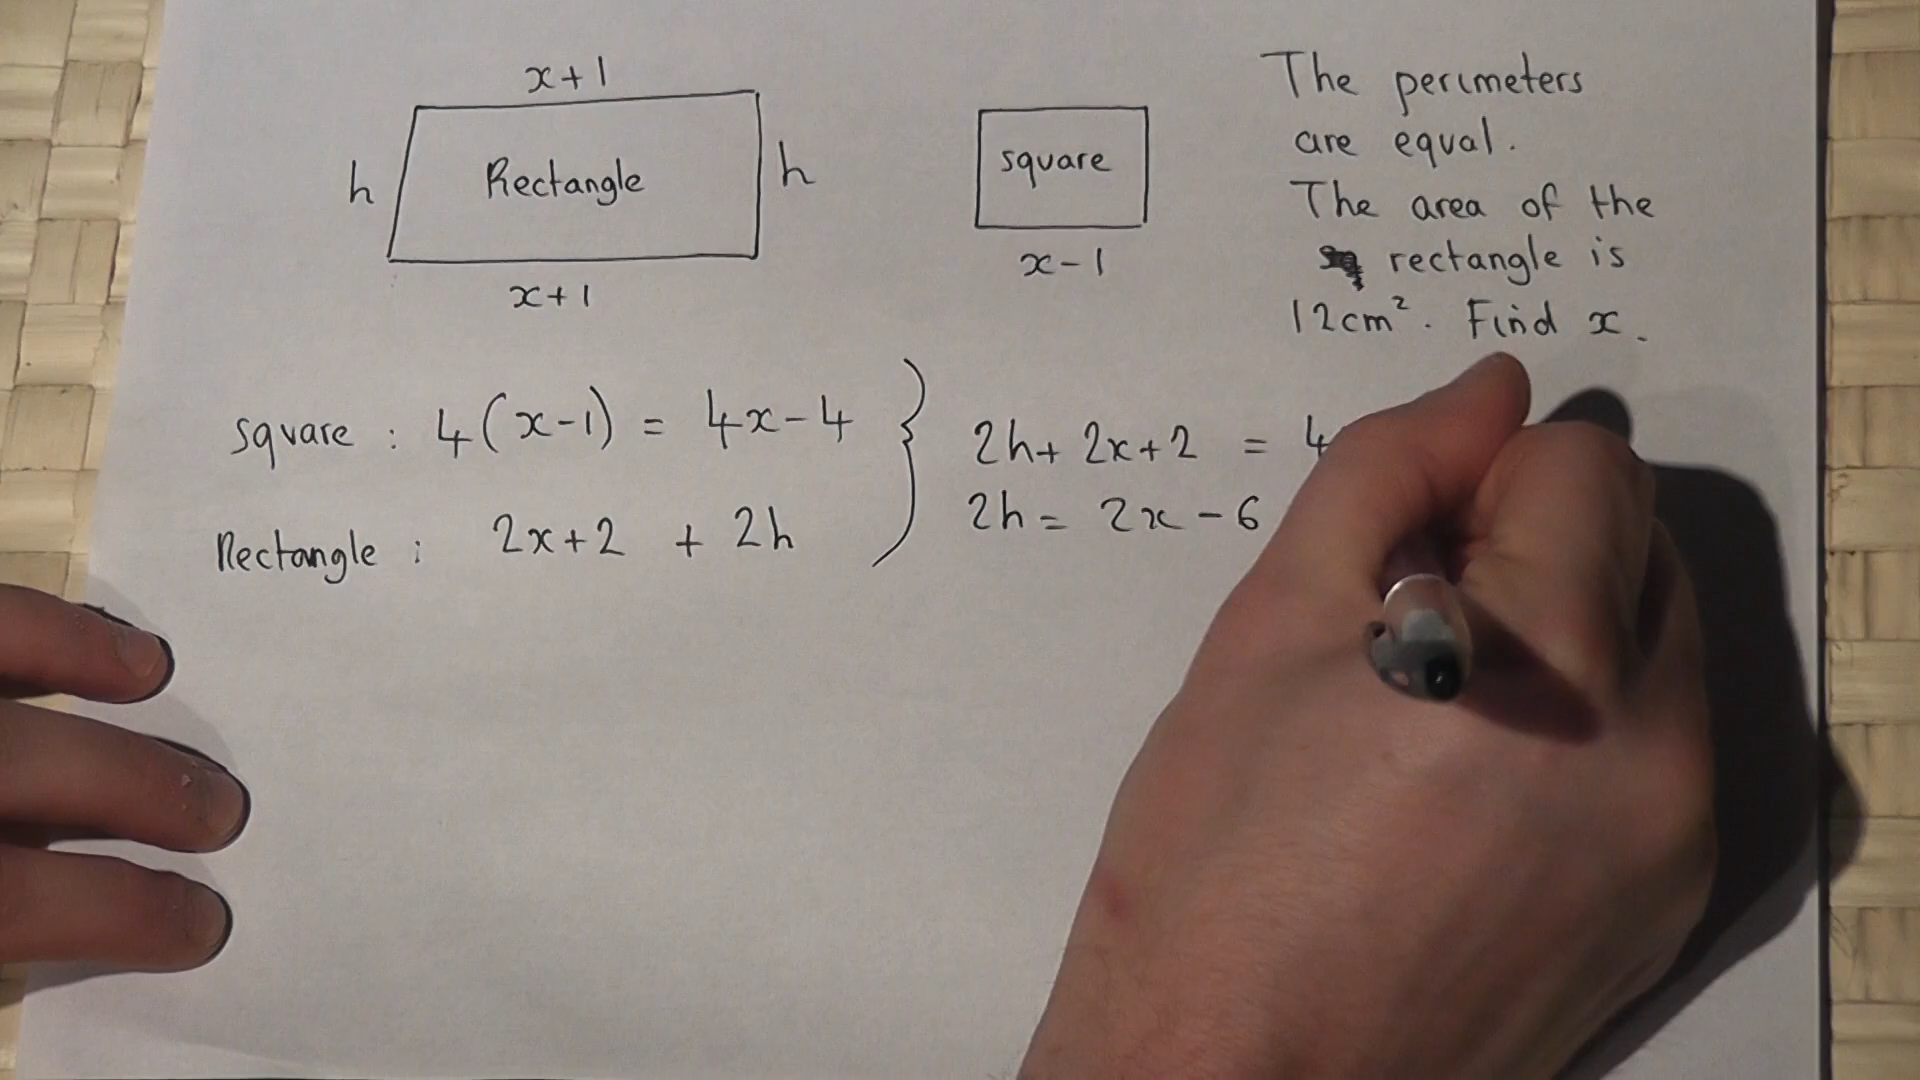 x+1
h
Rectangle
h
x+1
square
x-1
The perimeters
are equal.
The area of the
rectangle is
12cm². Find x.
square : 4(x-1) = 4x-4
Rectangle : 2x+2 + 2h
2h+ 2x+2 = 4
2h = 2x - 6